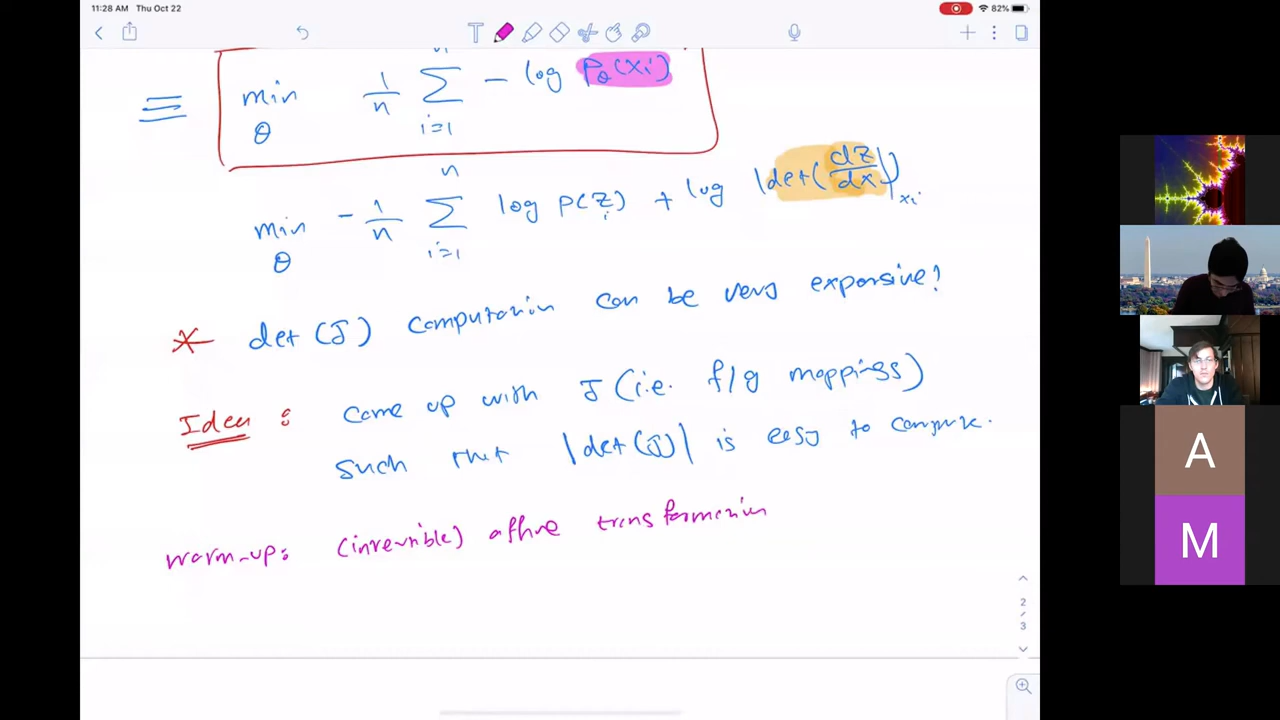 11:28 AM Thu Oct 22
82%
≡ min θ 1/n Σ i=1 n - log Pθ(xi)
min θ - 1/n Σ i=1 n log P(z) + log |det(dz/dx)| xi
* det(J) computation can be very expensive!
Idea : come up with J (i.e. f/g mappings)
such that |det(J)| is easy to compute.
warm-up: (invertible) affine transformation
2
/
3
A
M